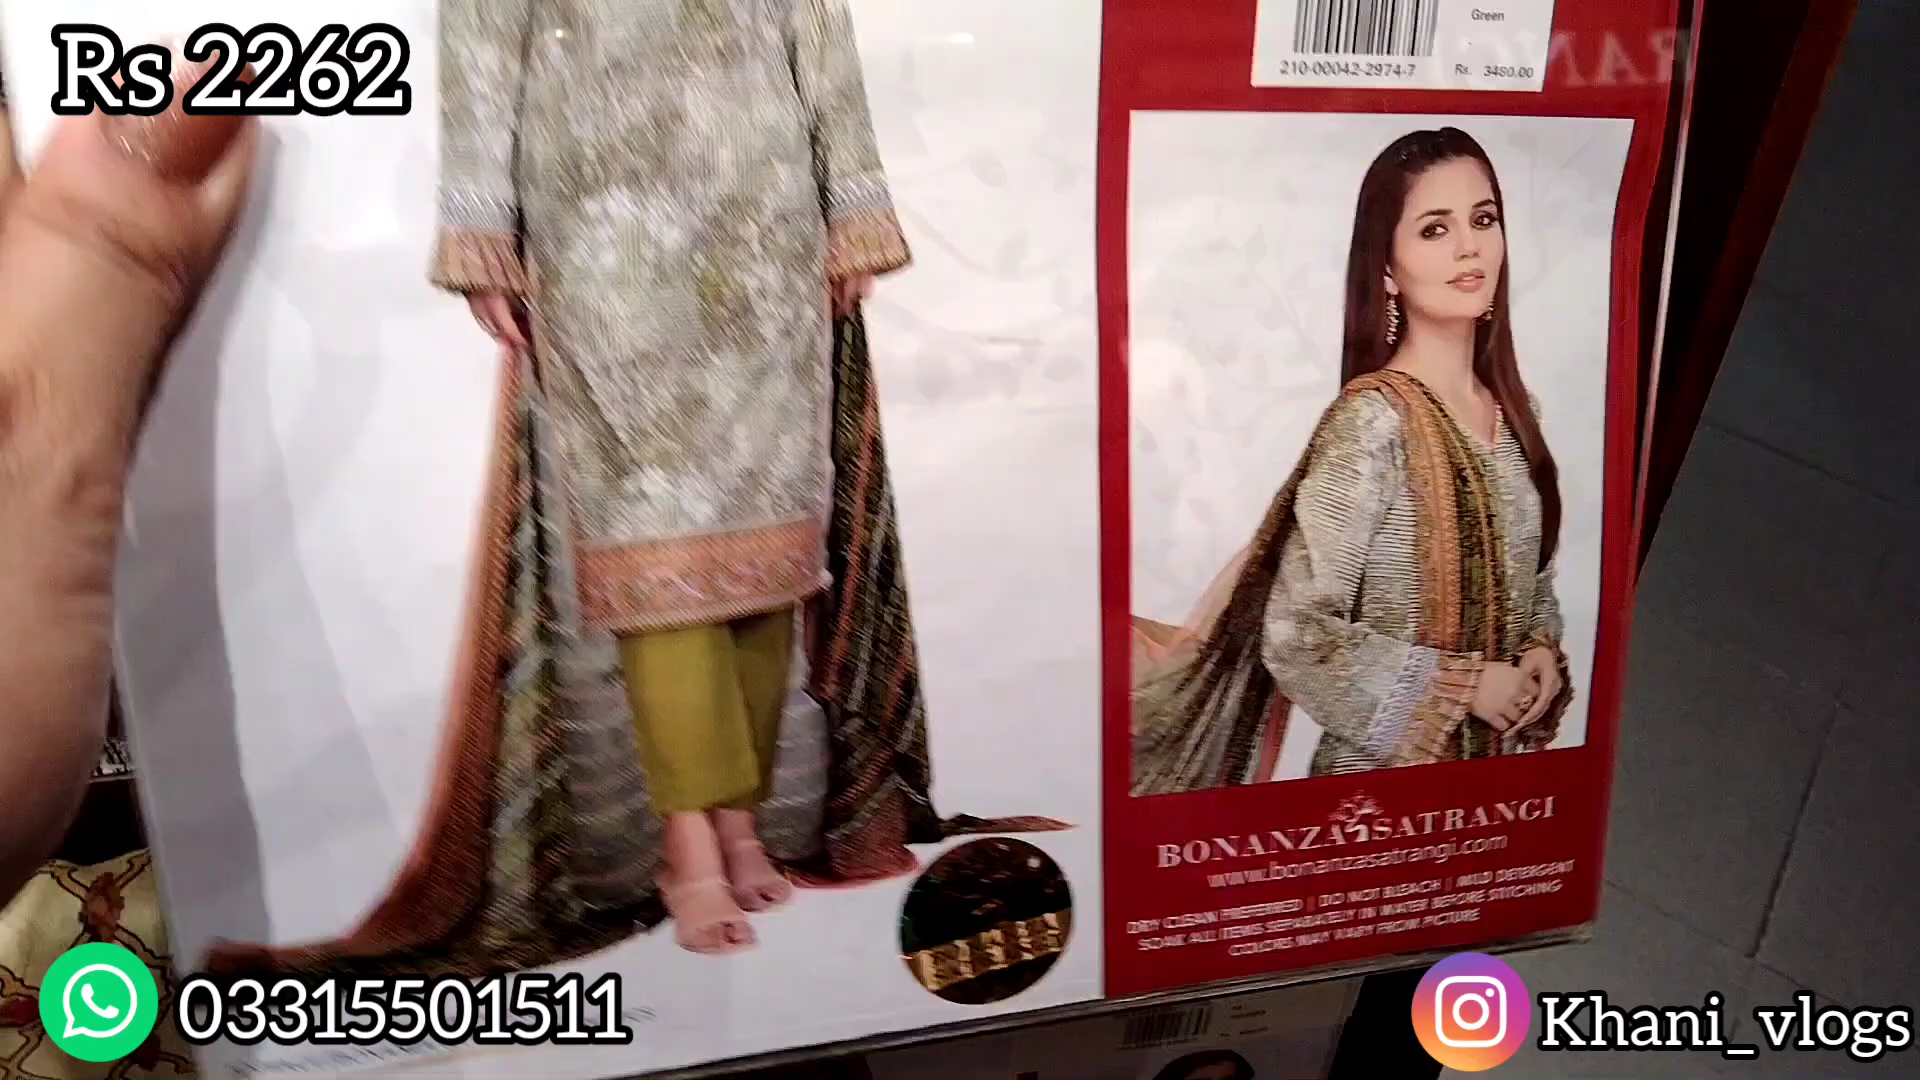 Rs 2262
Green
210-00042-2974-7 Rs. 3480.00
BONANZA SATRANGI
www.bonanzasatrangi.com
DRY CLEAN PREFERRED | DO NOT BLEACH | MILD DETERGENT
SOAK ALL ITEMS SEPARATELY IN WATER BEFORE STITCHING
COLORS MAY VARY FROM PICTURE
03315501511
Khani_vlogs